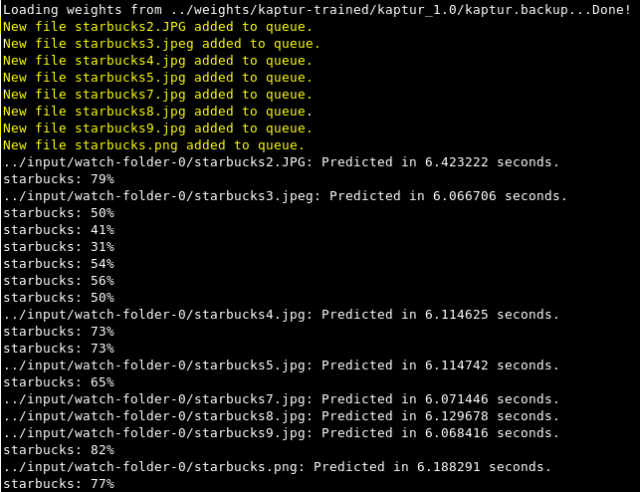 Loading weights from ../weights/kaptur-trained/kaptur_1.0/kaptur.backup...Done!
New file starbucks2.JPG added to queue.
New file starbucks3.jpeg added to queue.
New file starbucks4.jpg added to queue.
New file starbucks5.jpg added to queue.
New file starbucks7.jpg added to queue.
New file starbucks8.jpg added to queue.
New file starbucks9.jpg added to queue.
New file starbucks.png added to queue.
../input/watch-folder-0/starbucks2.JPG: Predicted in 6.423222 seconds.
starbucks: 79%
../input/watch-folder-0/starbucks3.jpeg: Predicted in 6.066706 seconds.
starbucks: 50%
starbucks: 41%
starbucks: 31%
starbucks: 54%
starbucks: 56%
starbucks: 50%
../input/watch-folder-0/starbucks4.jpg: Predicted in 6.114625 seconds.
starbucks: 73%
starbucks: 73%
../input/watch-folder-0/starbucks5.jpg: Predicted in 6.114742 seconds.
starbucks: 65%
../input/watch-folder-0/starbucks7.jpg: Predicted in 6.071446 seconds.
../input/watch-folder-0/starbucks8.jpg: Predicted in 6.129678 seconds.
../input/watch-folder-0/starbucks9.jpg: Predicted in 6.068416 seconds.
starbucks: 82%
../input/watch-folder-0/starbucks.png: Predicted in 6.188291 seconds.
starbucks: 77%